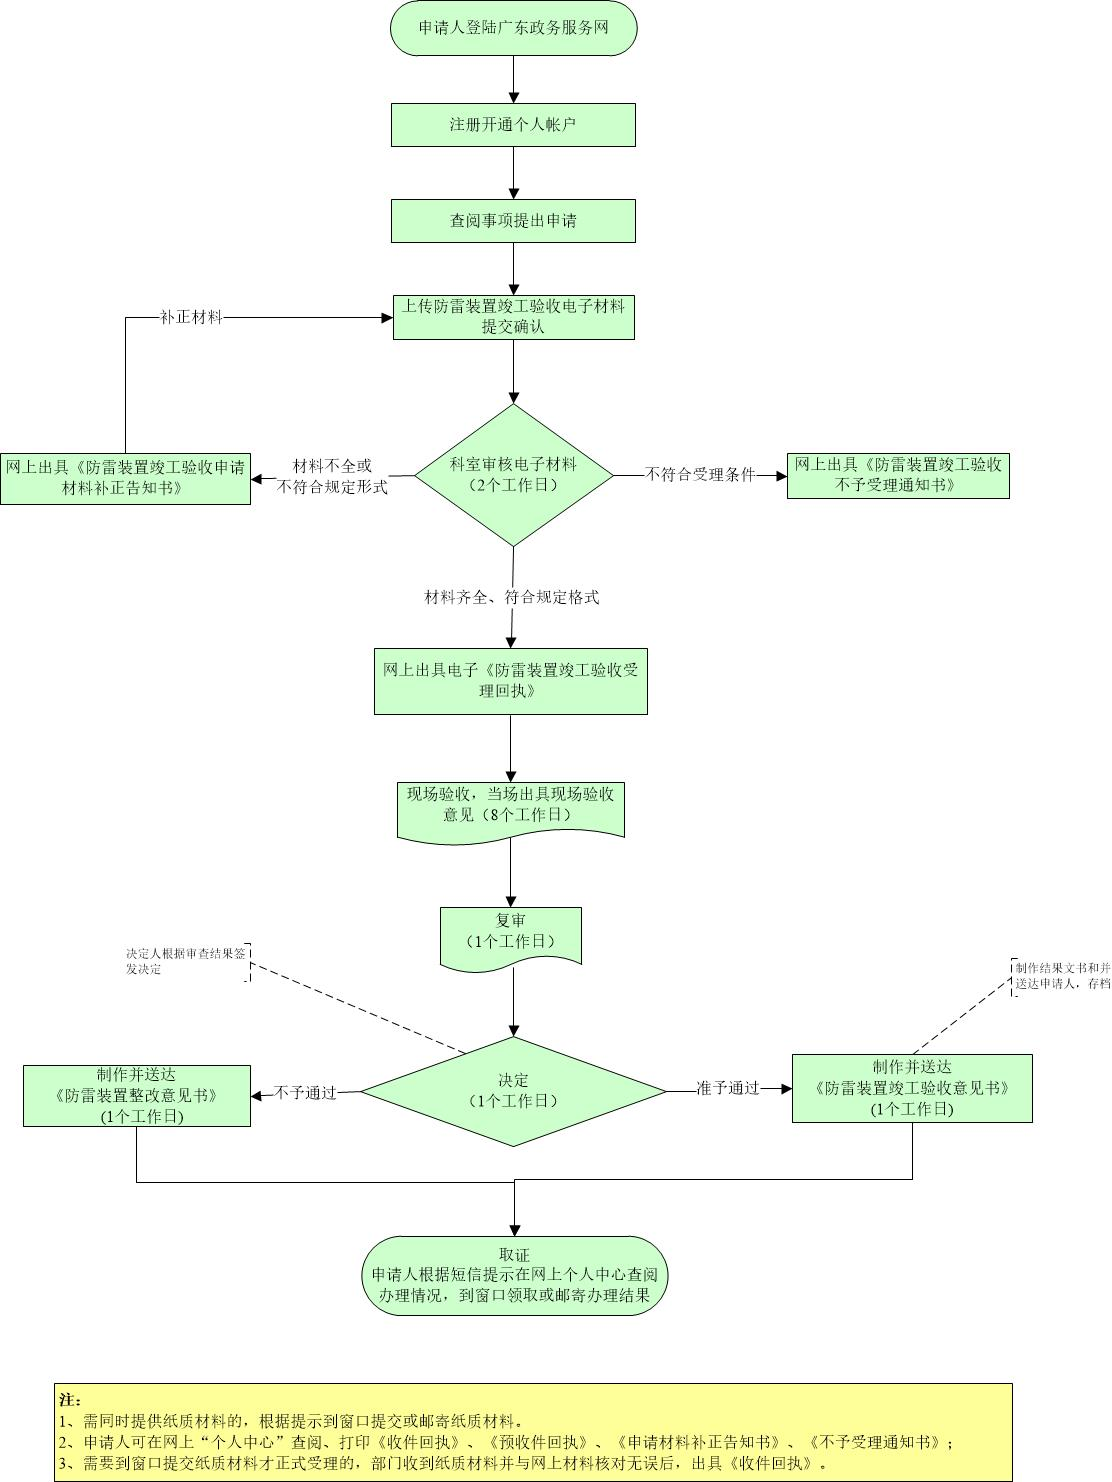 申请人登陆广东政务服务网
注册开通个人帐户
查阅事项提出申请
上传防雷装置竣工验收电子材料
提交确认
补正材料
科室审核电子材料
（2个工作日）
材料不全或
不符合规定形式
网上出具《防雷装置竣工验收申请
材料补正告知书》
不符合受理条件
网上出具《防雷装置竣工验收
不予受理通知书》
材料齐全、符合规定格式
网上出具电子《防雷装置竣工验收受
理回执》
现场验收，当场出具现场验收
意见（8个工作日）
复审
（1个工作日）
决定人根据审查结果签
发决定
制作结果文书和并
送达申请人，存档
决定
（1个工作日）
不予通过
制作并送达
《防雷装置整改意见书》
(1个工作日)
准予通过
制作并送达
《防雷装置竣工验收意见书》
(1个工作日)
取证
申请人根据短信提示在网上个人中心查阅
办理情况，到窗口领取或邮寄办理结果
注：
1、需同时提供纸质材料的，根据提示到窗口提交或邮寄纸质材料。
2、申请人可在网上“个人中心”查阅、打印《收件回执》、《预收件回执》、《申请材料补正告知书》、《不予受理通知书》；
3、需要到窗口提交纸质材料才正式受理的，部门收到纸质材料并与网上材料核对无误后，出具《收件回执》。